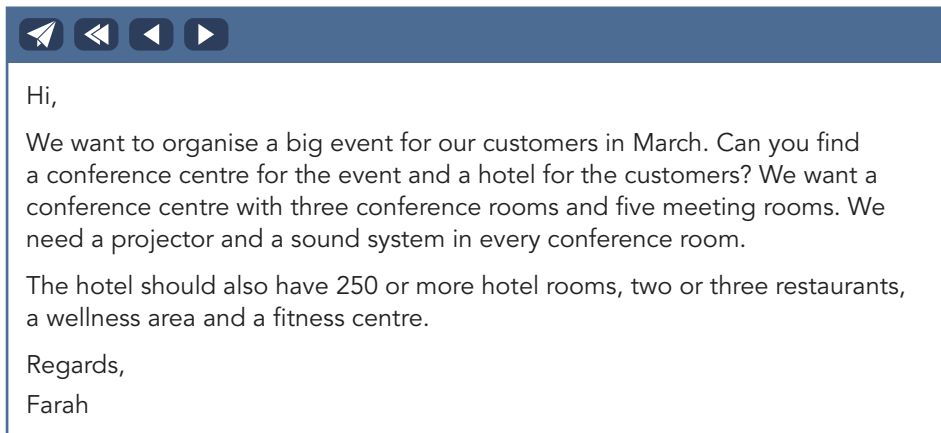 Hi,
We want to organise a big event for our customers in March. Can you find
a conference centre for the event and a hotel for the customers? We want a
conference centre with three conference rooms and five meeting rooms. We
need a projector and a sound system in every conference room.
The hotel should also have 250 or more hotel rooms, two or three restaurants,
a wellness area and a fitness centre.
Regards,
Farah